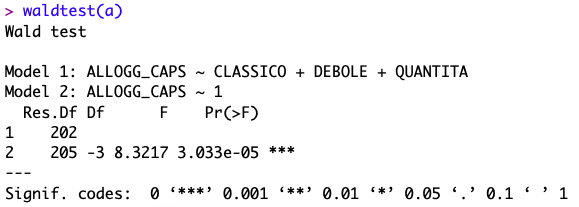 > waldtest(a)
Wald test

Model 1: ALLOGG_CAPS ~ CLASSICO + DEBOLE + QUANTITA
Model 2: ALLOGG_CAPS ~ 1
  Res.Df Df      F    Pr(>F)
1    202
2    205 -3 8.3217 3.033e-05 ***
---
Signif. codes:  0 ‘***’ 0.001 ‘**’ 0.01 ‘*’ 0.05 ‘.’ 0.1 ‘ ’ 1